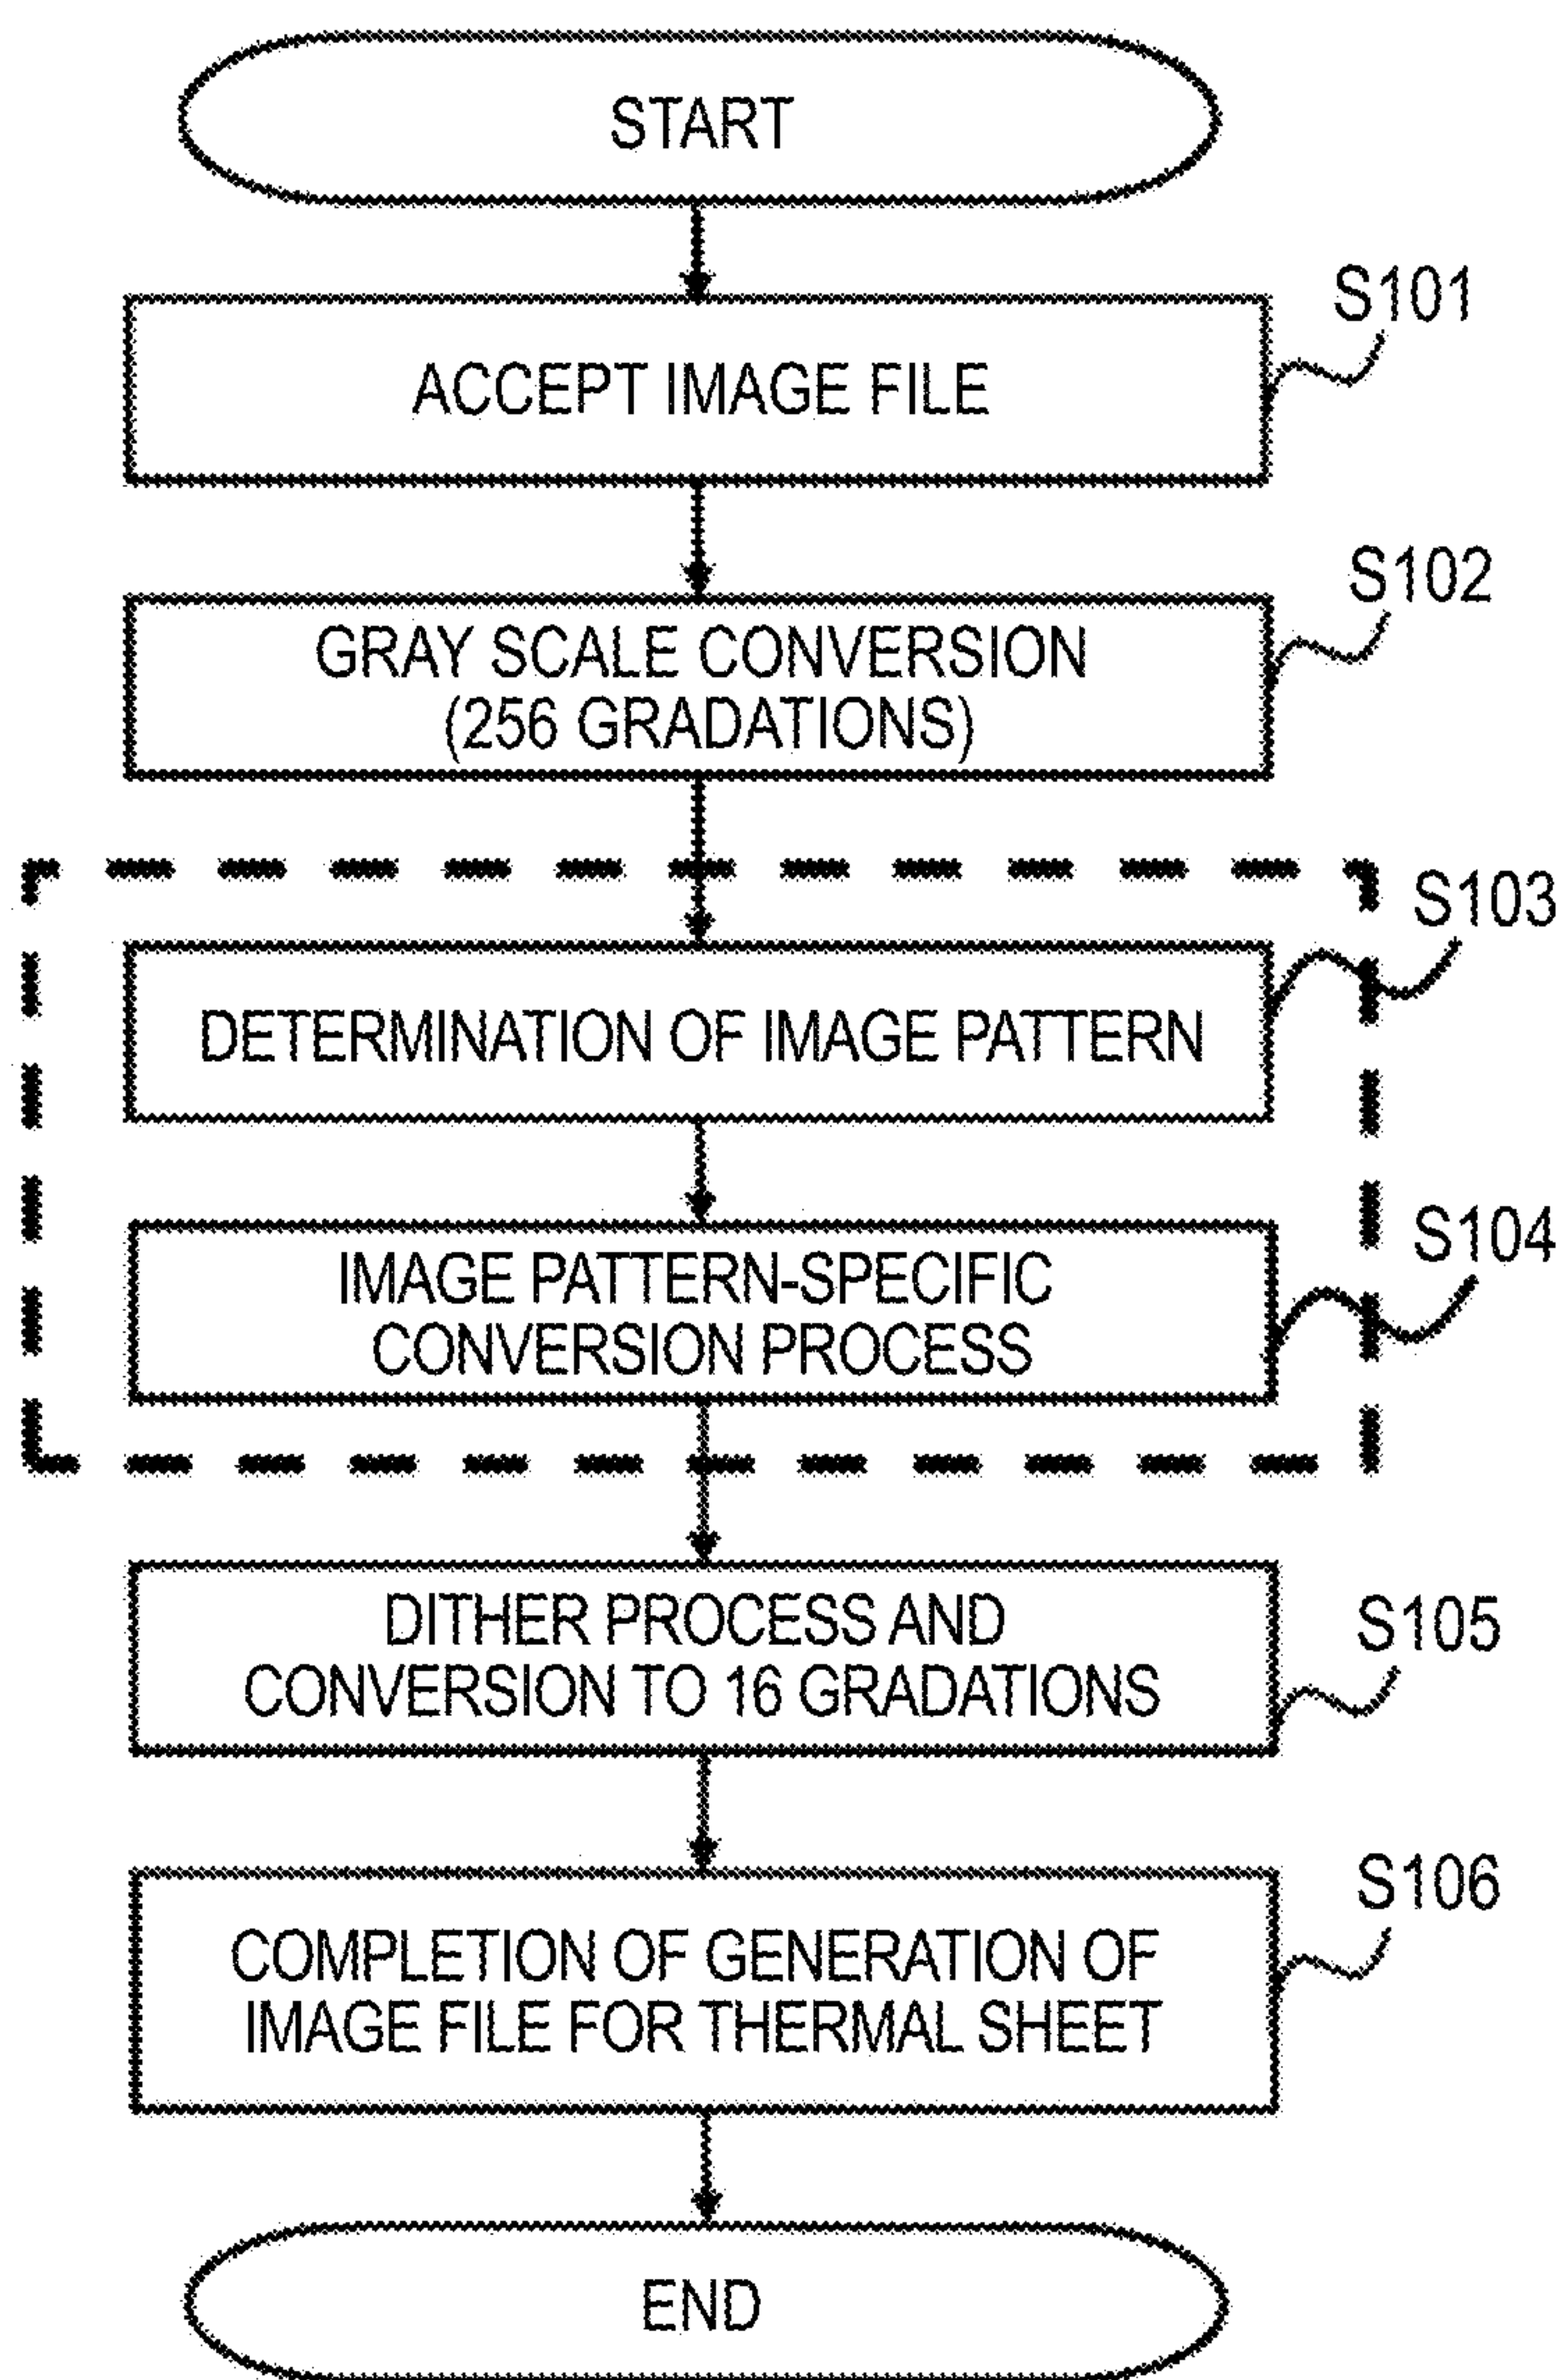 START
S101
ACCEPT IMAGE FILE
S102
GRAY SCALE CONVERSION
(256 GRADATIONS)
S103
DETERMINATION OF IMAGE PATTERN
S104
IMAGE PATTERN-SPECIFIC
CONVERSION PROCESS
S105
DITHER PROCESS AND
CONVERSION TO 16 GRADATIONS
S106
COMPLETION OF GENERATION OF
IMAGE FILE FOR THERMAL SHEET
END